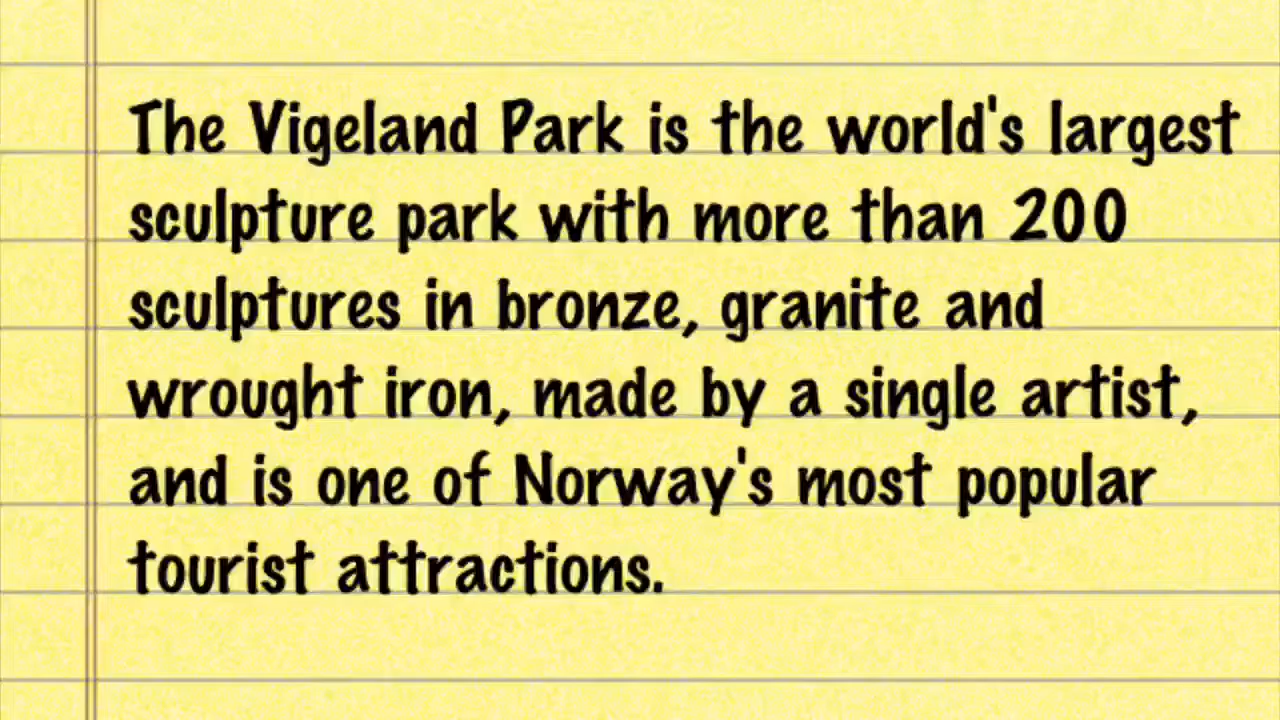 The Vigeland Park is the world's largest
sculpture park with more than 200
sculptures in bronze, granite and
wrought iron, made by a single artist,
and is one of Norway's most popular
tourist attractions.